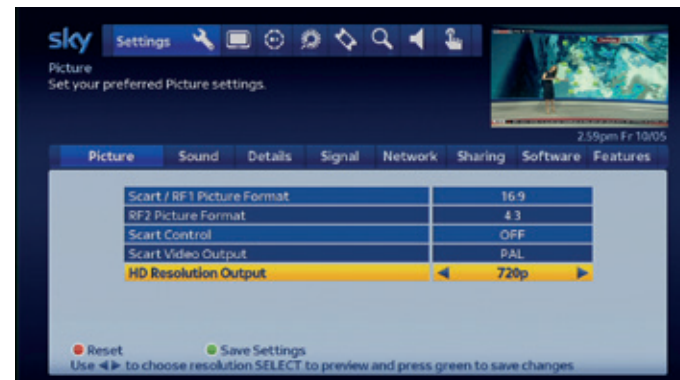 sky Settings
Picture
Set your preferred Picture settings.
2.59pm Fr 10/05
Picture Sound Details Signal Network Sharing Software Features
Scart / RF1 Picture Format 16:9
RF2 Picture Format 4:3
Scart Control OFF
Scart Video Output PAL
HD Resolution Output 720p
Reset Save Settings
Use ◀▶ to choose resolution SELECT to preview and press green to save changes